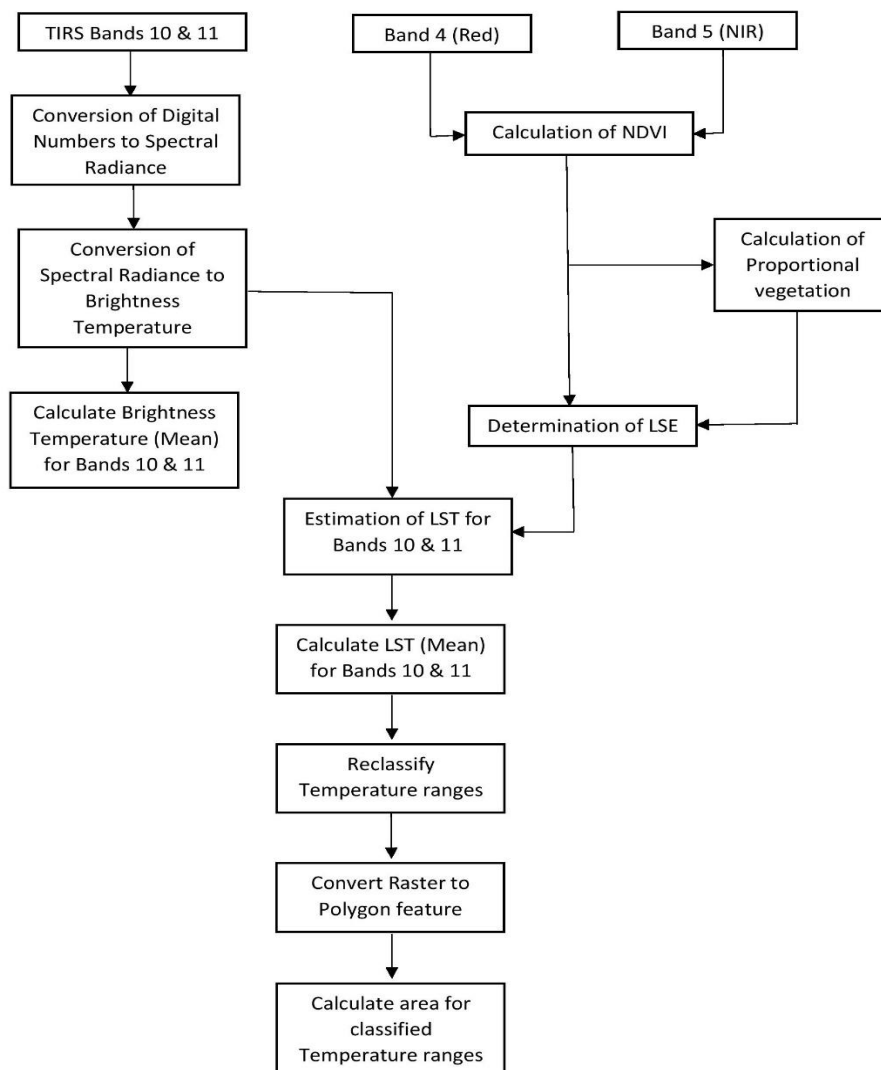 TIRS Bands 10 & 11
Band 4 (Red)
Band 5 (NIR)
Conversion of Digital
Numbers to Spectral
Radiance
Calculation of NDVI
Conversion of
Spectral Radiance to
Brightness
Temperature
Calculation of
Proportional
vegetation
Calculate Brightness
Temperature (Mean)
for Bands 10 & 11
Determination of LSE
Estimation of LST for
Bands 10 & 11
Calculate LST (Mean)
for Bands 10 & 11
Reclassify
Temperature ranges
Convert Raster to
Polygon feature
Calculate area for
classified
Temperature ranges